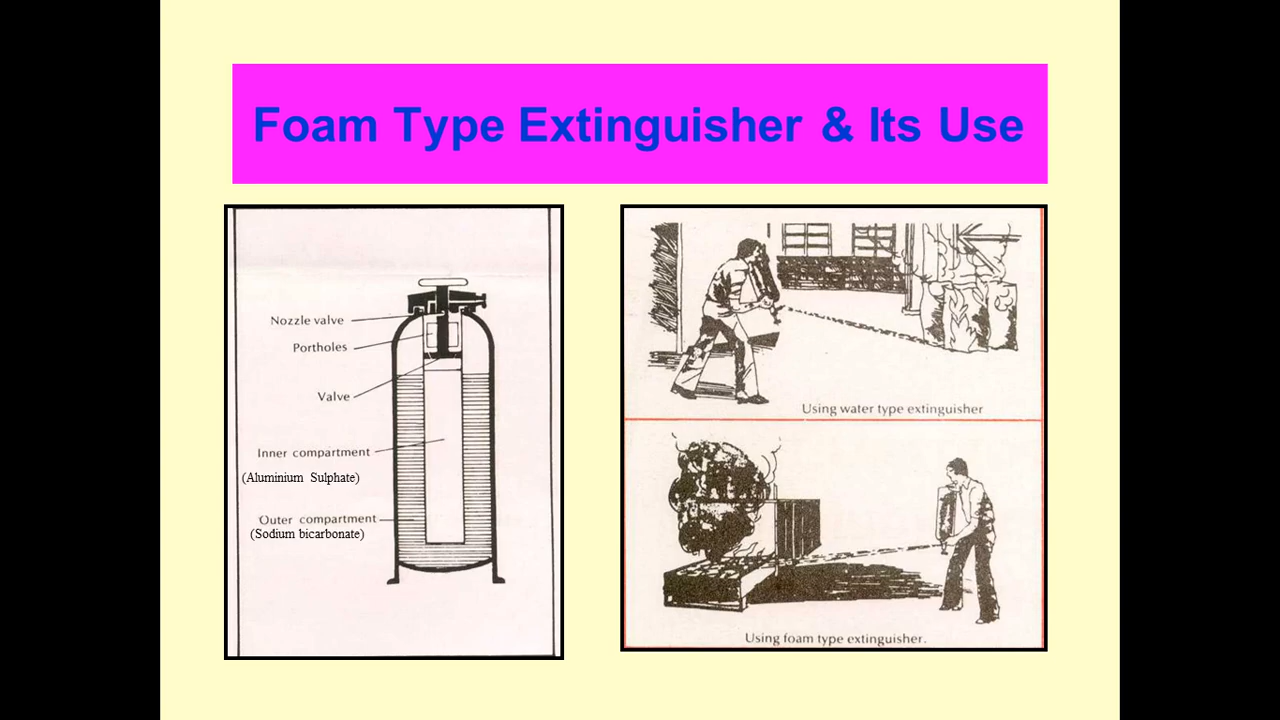 Foam Type Extinguisher & Its Use
Nozzle valve
Portholes
Valve
Inner compartment
(Aluminium Sulphate)
Outer compartment
(Sodium bicarbonate)
Using water type extinguisher
Using foam type extinguisher.